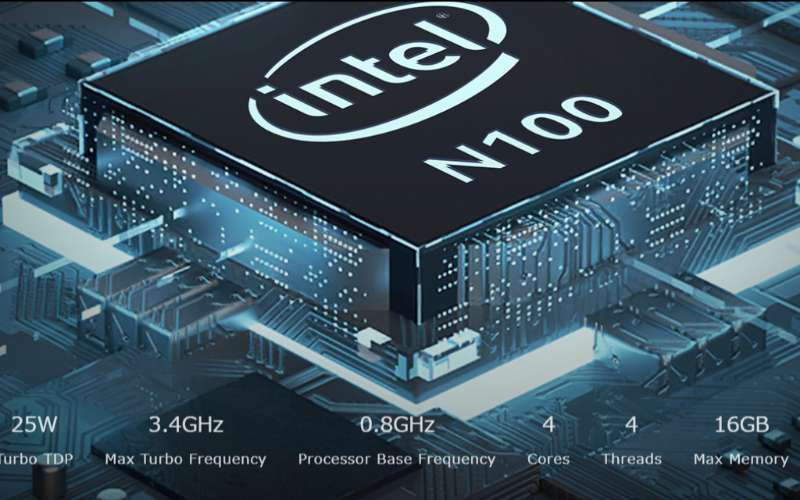 intel®
N100
25W 3.4GHz 0.8GHz 4 4 16GB
Turbo TDP Max Turbo Frequency Processor Base Frequency Cores Threads Max Memory